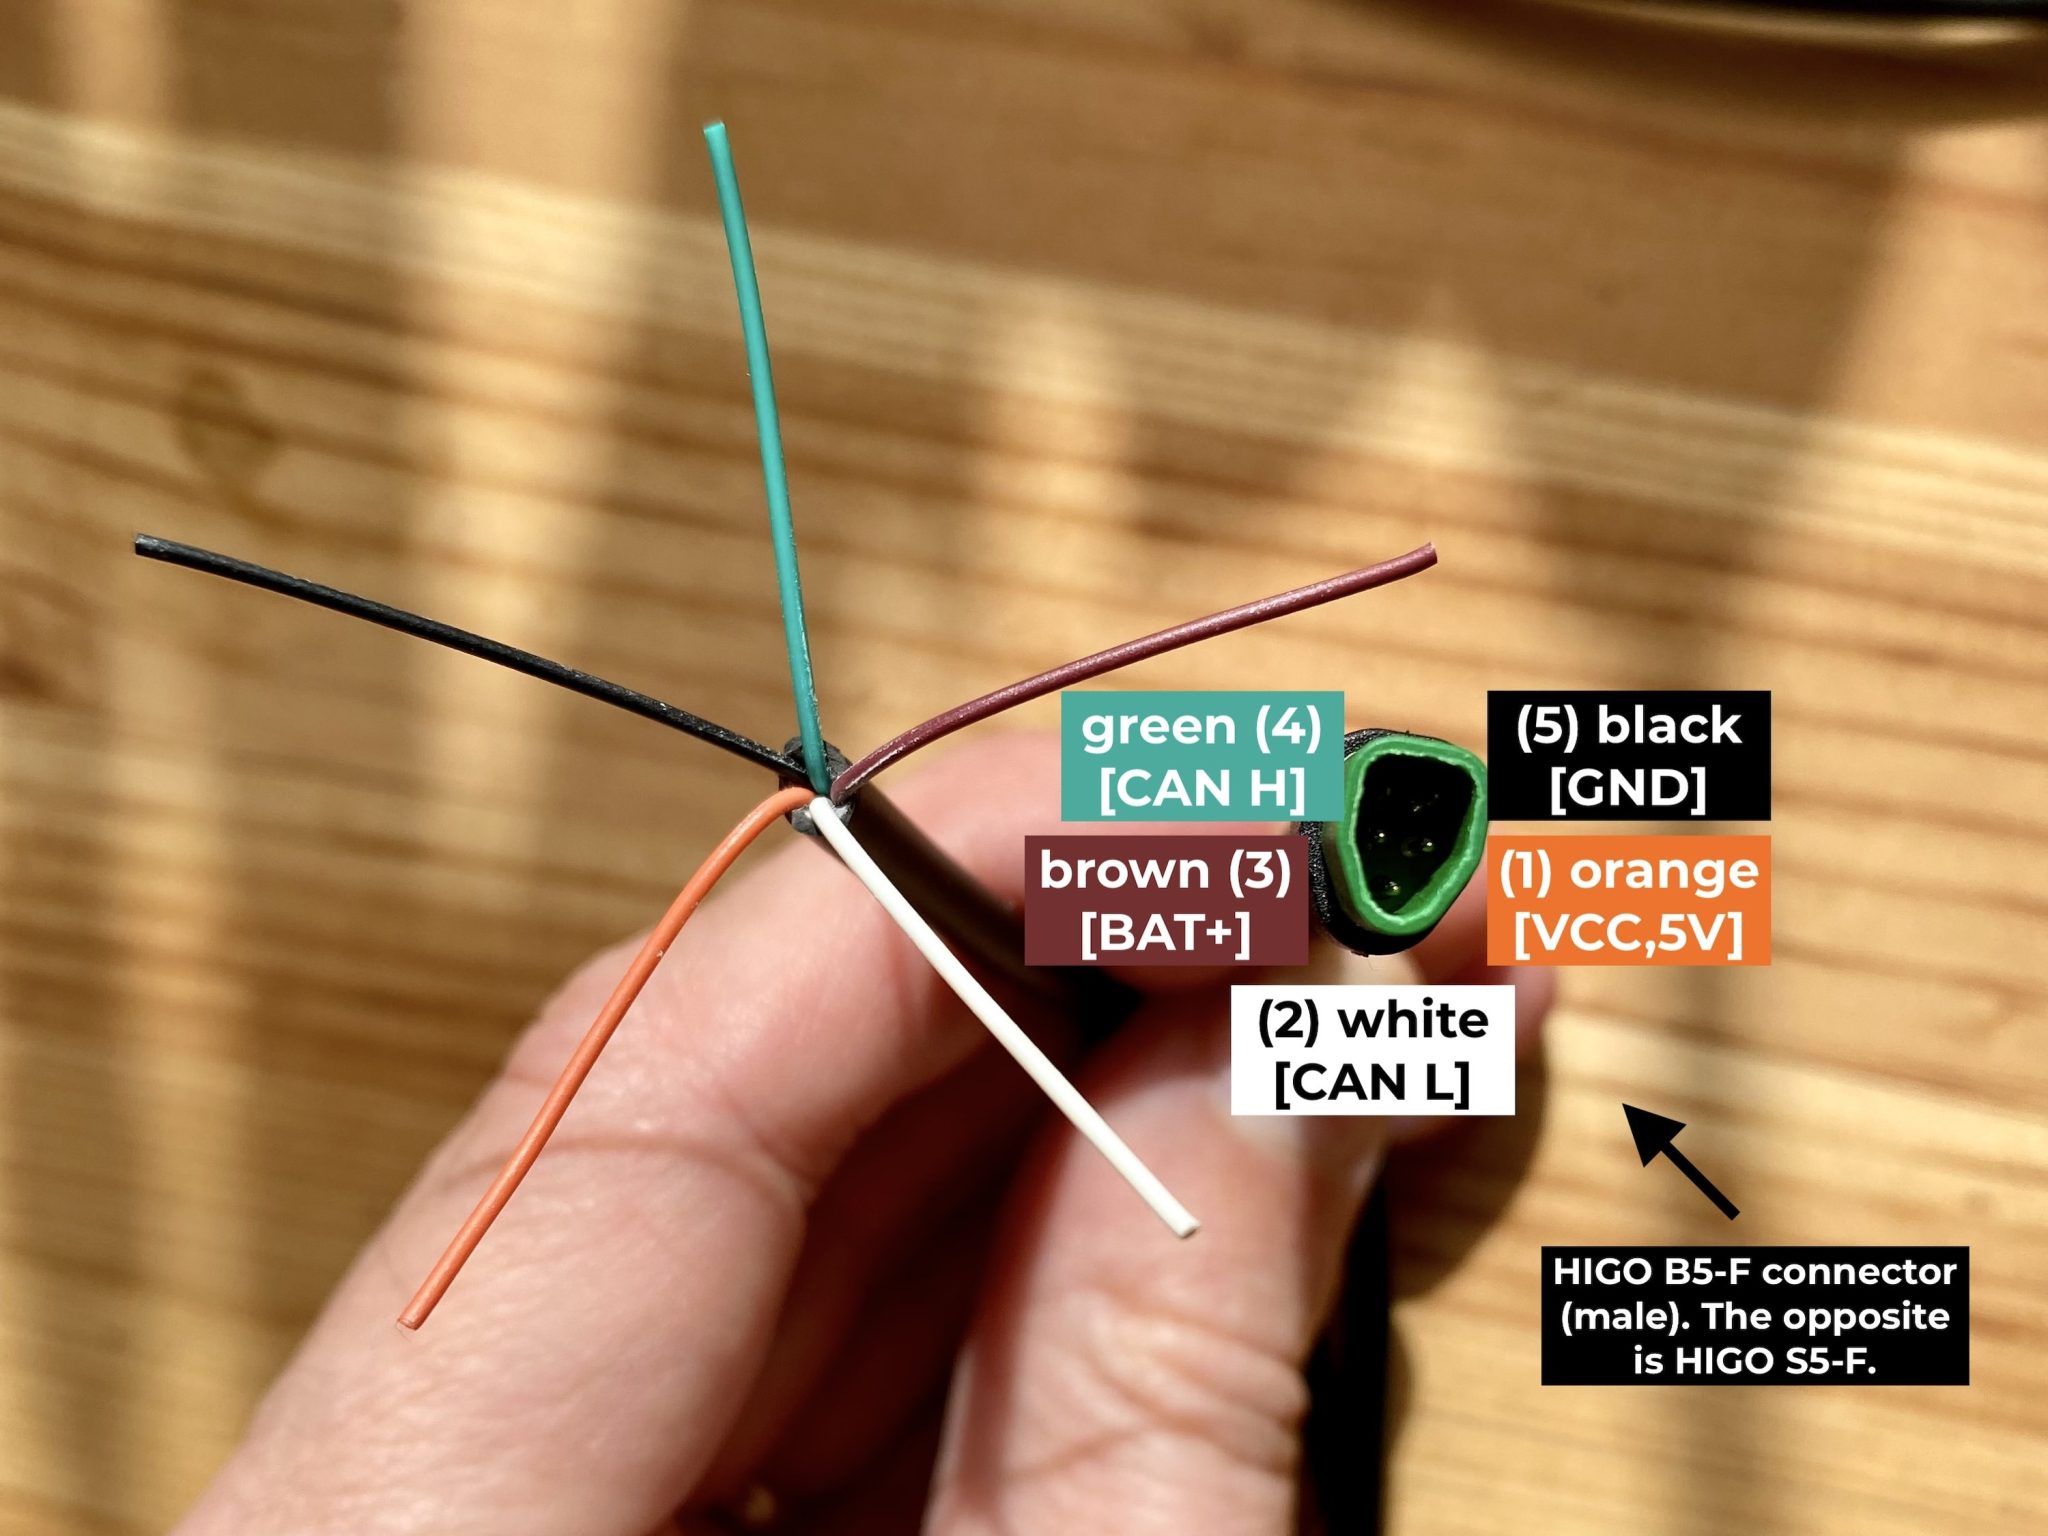 green (4)
[CAN H]
(5) black
[GND]
brown (3)
[BAT+]
(1) orange
[VCC,5V]
(2) white
[CAN L]
HIGO B5-F connector
(male). The opposite
is HIGO S5-F.